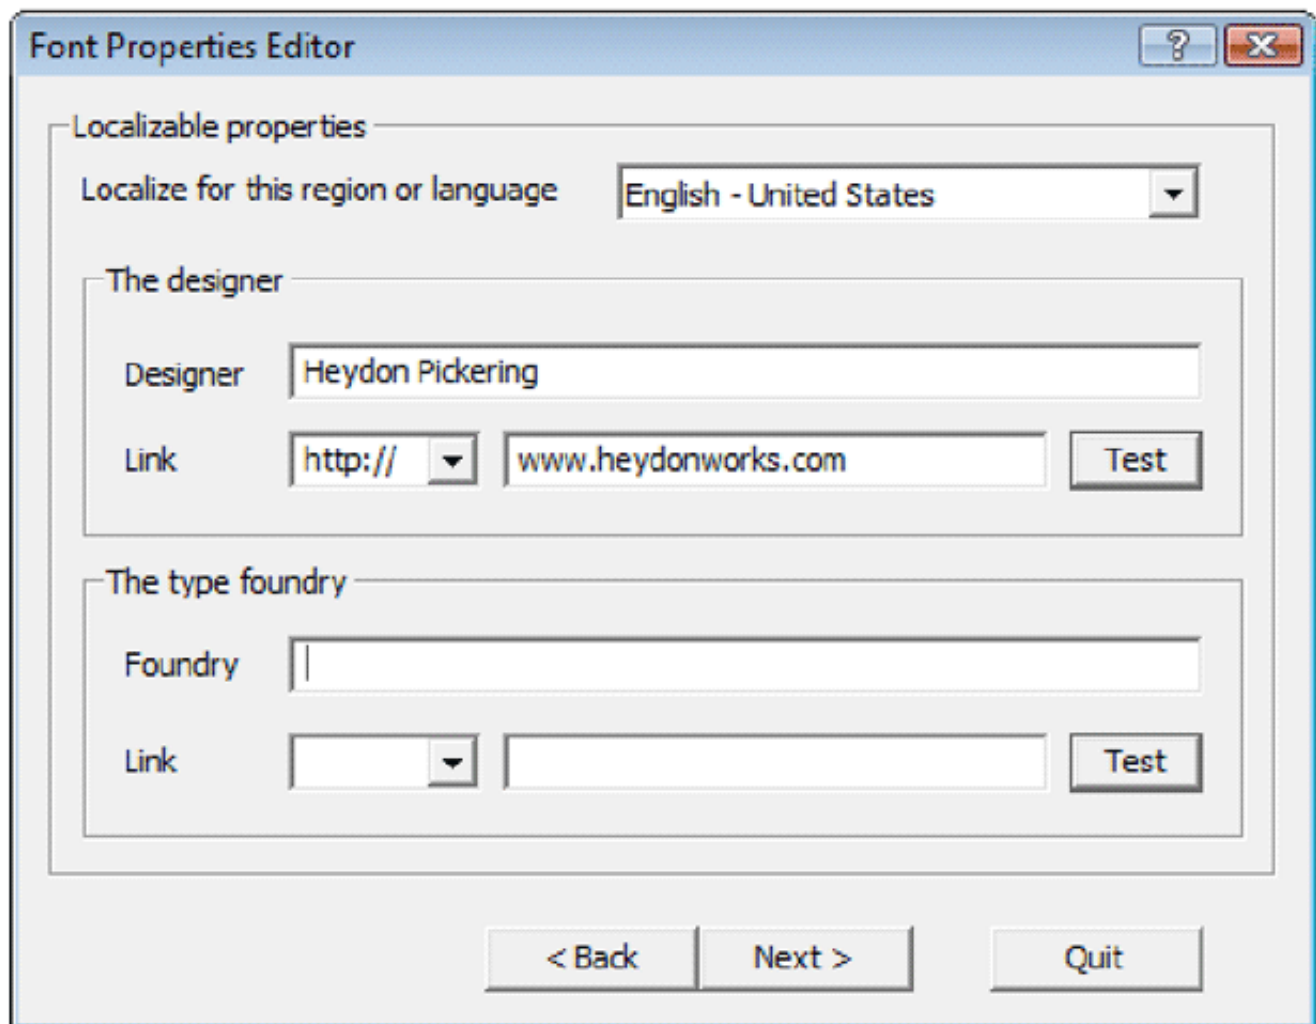 Font Properties Editor
?
Localizable properties
Localize for this region or language English - United States
The designer
Designer Heydon Pickering
Link http:// www.heydonworks.com Test
The type foundry
Foundry
Link Test
< Back Next > Quit